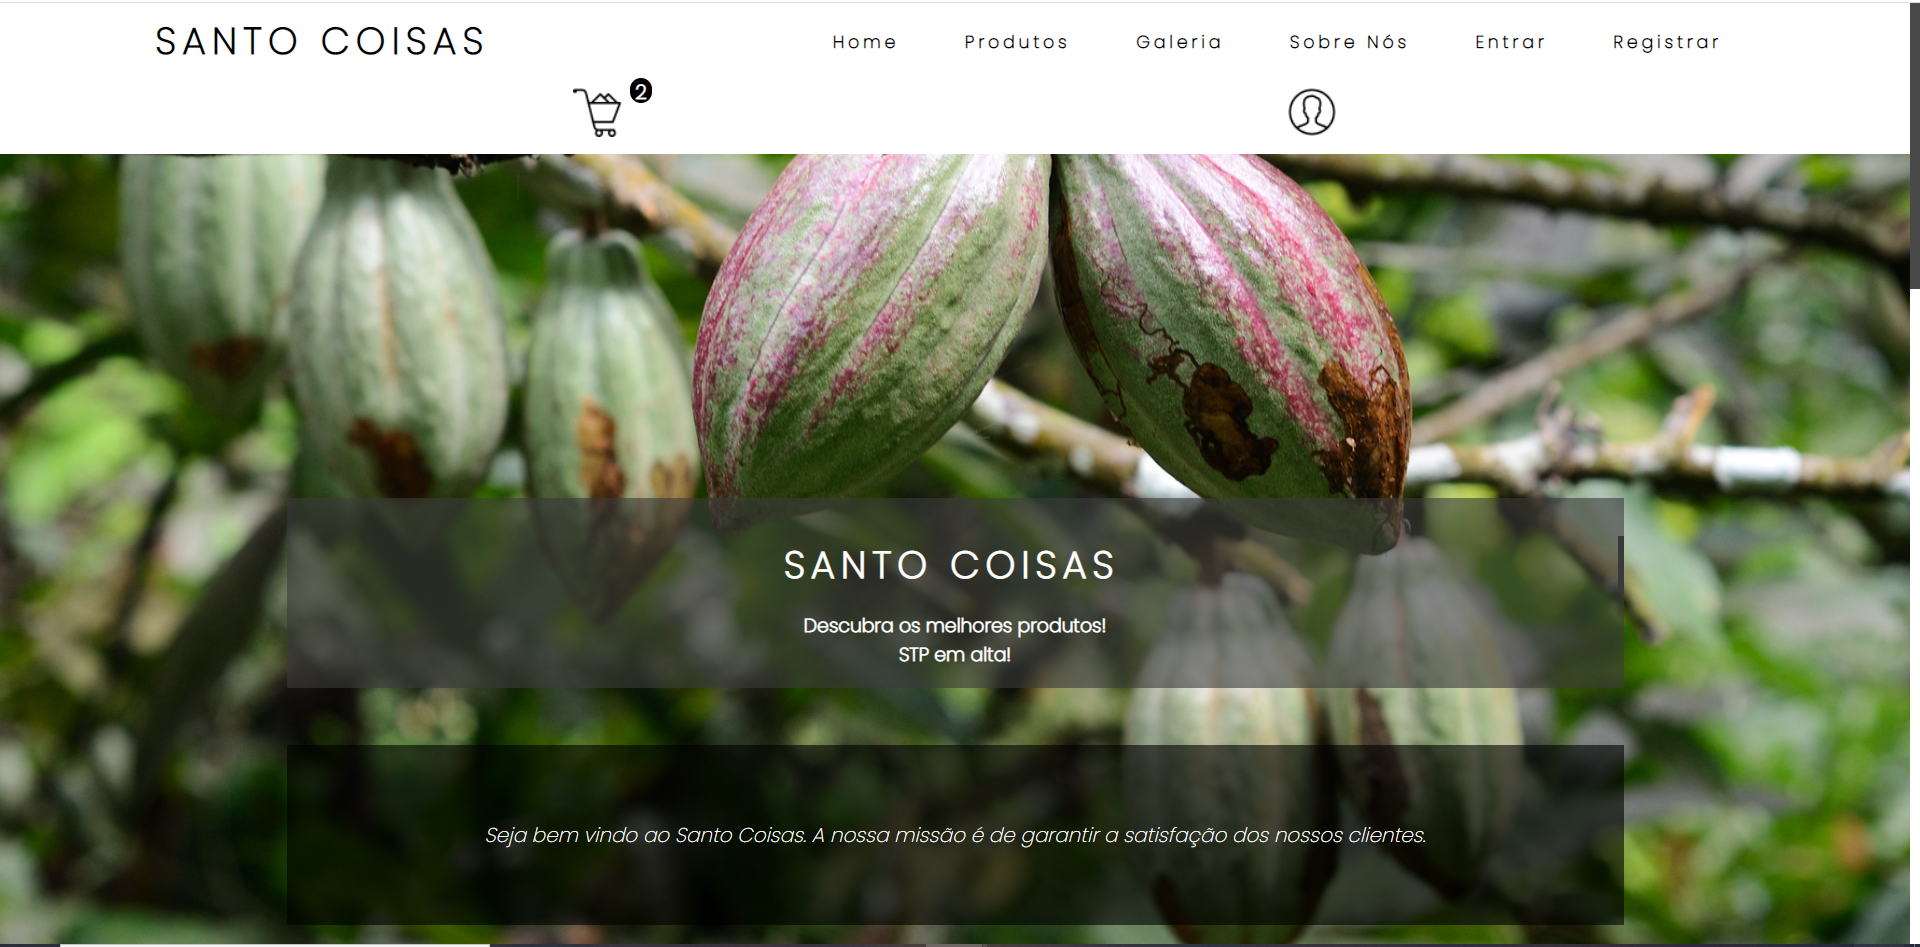 SANTO COISAS
Home Produtos Galeria Sobre Nós Entrar Registrar
2
SANTO COISAS
Descubra os melhores produtos!
STP em alta!
Seja bem vindo ao Santo Coisas. A nossa missão é de garantir a satisfação dos nossos clientes.